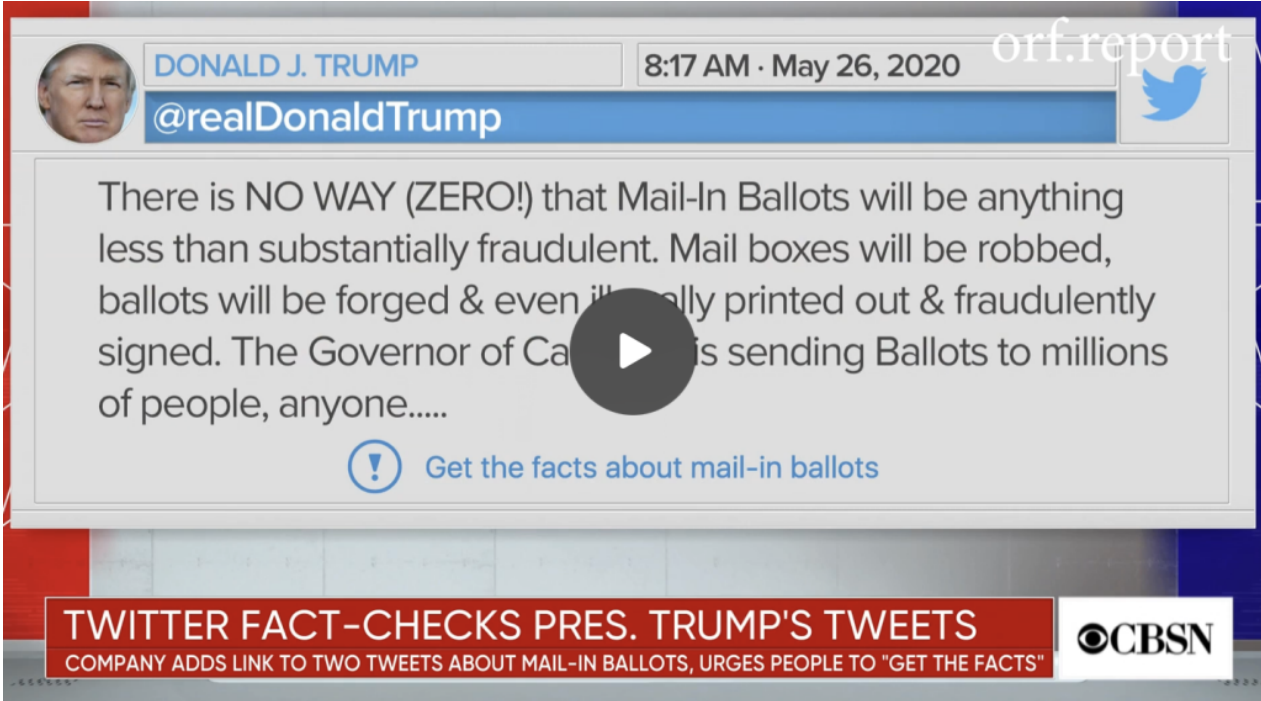 orf.report
DONALD J. TRUMP
8:17 AM · May 26, 2020
@realDonaldTrump
There is NO WAY (ZERO!) that Mail-In Ballots will be anything
less than substantially fraudulent. Mail boxes will be robbed,
ballots will be forged & even ally printed out & fraudulently
signed. The Governor of Ca is sending Ballots to millions
of people, anyone.....
! Get the facts about mail-in ballots
TWITTER FACT-CHECKS PRES. TRUMP'S TWEETS
COMPANY ADDS LINK TO TWO TWEETS ABOUT MAIL-IN BALLOTS, URGES PEOPLE TO "GET THE FACTS"
CBSN